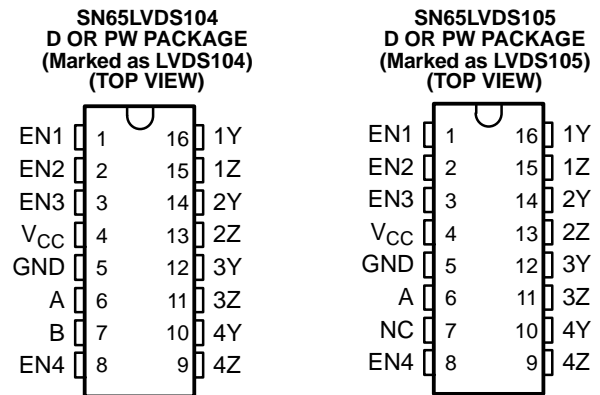 SN65LVDS104
D OR PW PACKAGE
(Marked as LVDS104)
(TOP VIEW)
EN1 1 16 1Y
EN2 2 15 1Z
EN3 3 14 2Y
VCC 4 13 2Z
GND 5 12 3Y
A 6 11 3Z
B 7 10 4Y
EN4 8 9 4Z
SN65LVDS105
D OR PW PACKAGE
(Marked as LVDS105)
(TOP VIEW)
EN1 1 16 1Y
EN2 2 15 1Z
EN3 3 14 2Y
VCC 4 13 2Z
GND 5 12 3Y
A 6 11 3Z
NC 7 10 4Y
EN4 8 9 4Z